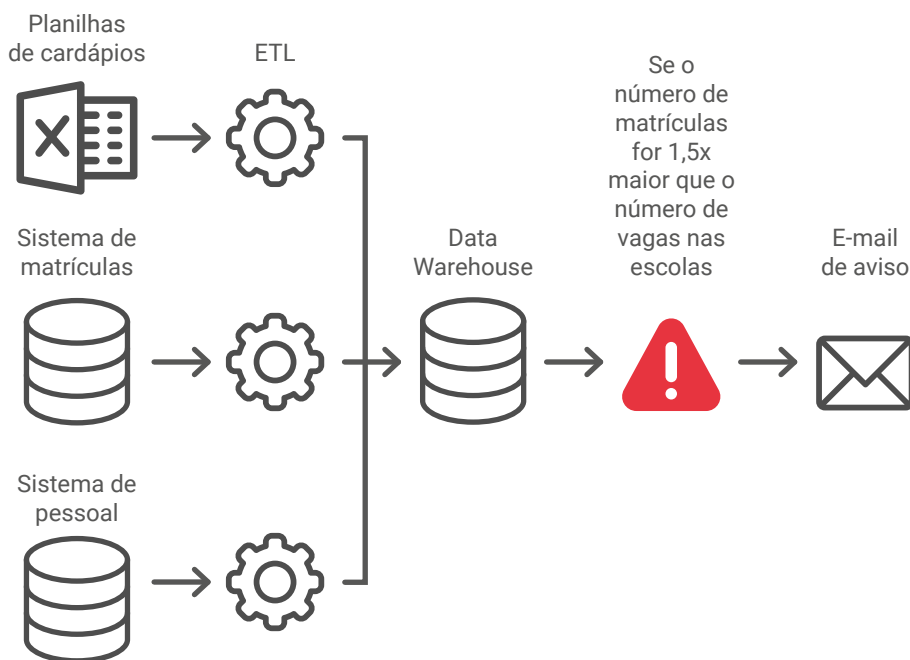 Planilhas
de cardápios
ETL
Se o
número de
matrículas
for 1,5x
maior que o
número de
vagas nas
escolas
Sistema de
matrículas
Data
Warehouse
E-mail
de aviso
Sistema de
pessoal